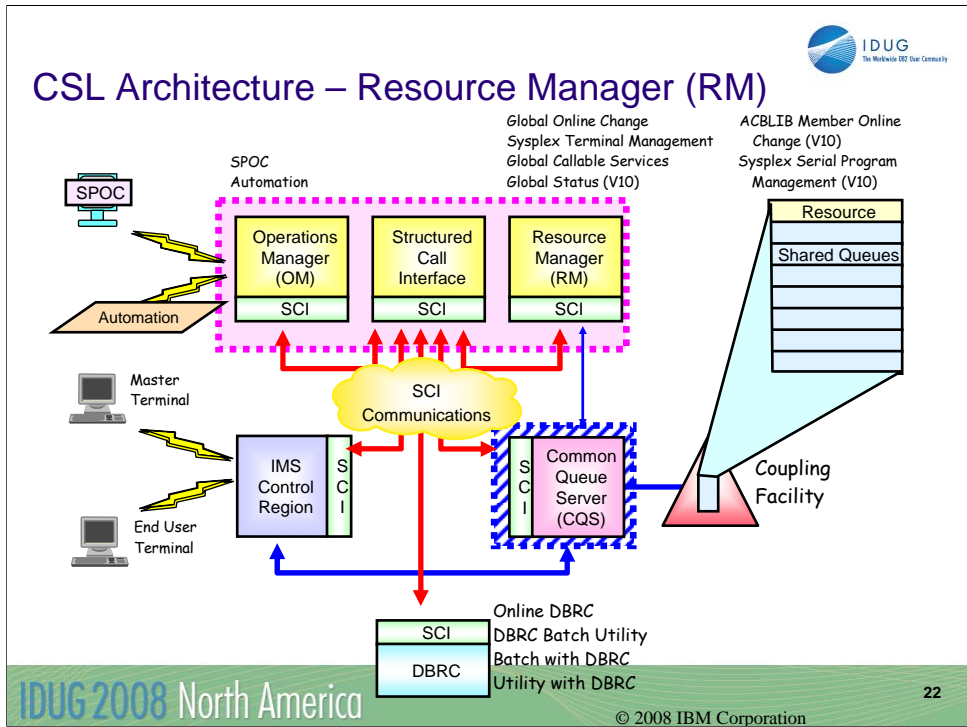 IDUG
The Worldwide DB2 User Community
CSL Architecture – Resource Manager (RM)
SPOC
Automation
Global Online Change
Sysplex Terminal Management
Global Callable Services
Global Status (V10)
ACBLIB Member Online
Change (V10)
Sysplex Serial Program
Management (V10)
SPOC
Automation
Operations
Manager
(OM)
SCI
Structured
Call
Interface
SCI
Resource
Manager
(RM)
SCI
Resource
Shared Queues
SCI
Communications
Master
Terminal
End User
Terminal
IMS
Control
Region
S
C
I
S
C
I
Common
Queue
Server
(CQS)
Coupling
Facility
SCI
DBRC
Online DBRC
DBRC Batch Utility
Batch with DBRC
Utility with DBRC
IDUG 2008 North America
© 2008 IBM Corporation
22